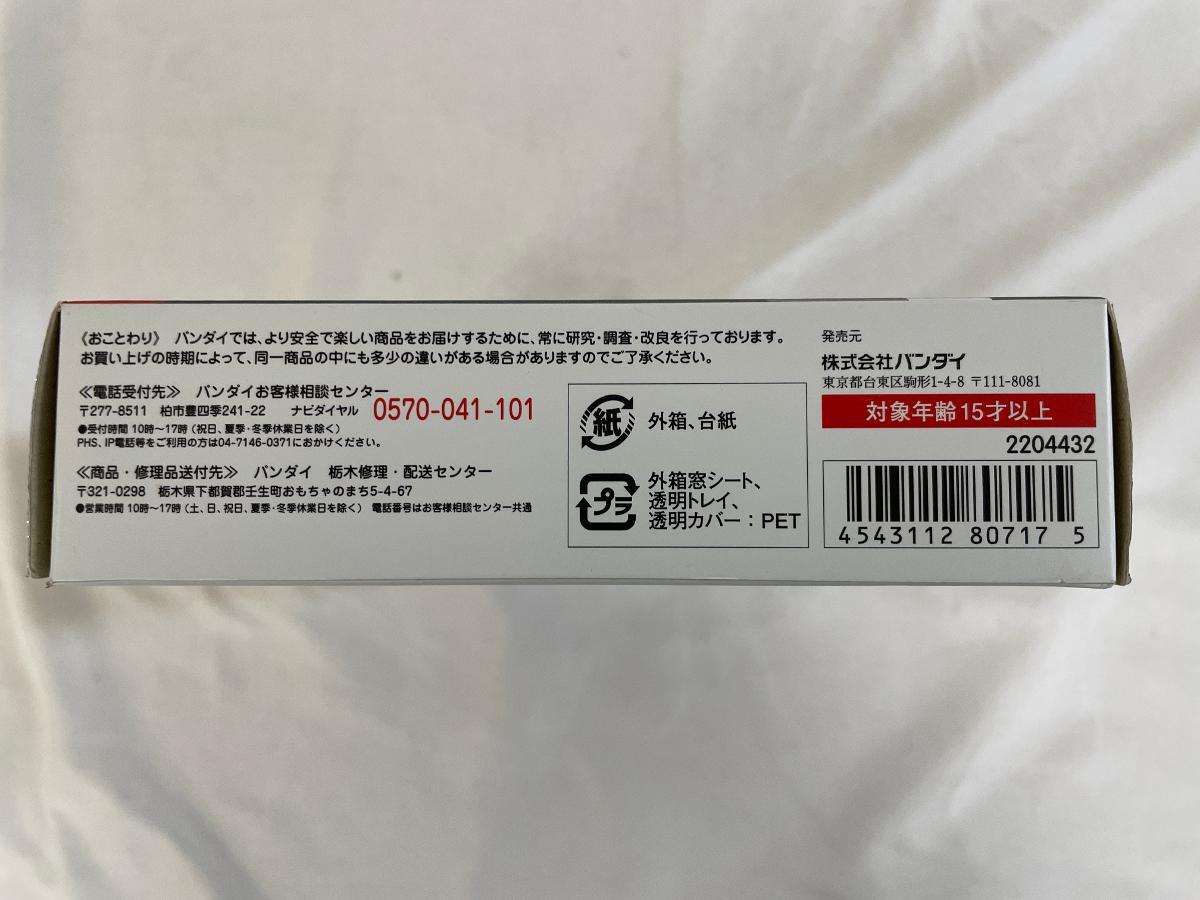 《おことわり》 バンダイでは、より安全で楽しい商品をお届けするために、常に研究・調査・改良を行っております。
お買い上げの時期によって、同一商品の中にも多少の違いがある場合がありますのでご了承ください。
≪電話受付先≫ バンダイお客様相談センター
〒277-8511 柏市豊四季241-22 ナビダイヤル 0570-041-101
●受付時間 10時〜17時 (祝日、夏季・冬季休業日を除く)
PHS、IP電話等をご利用の方は04-7146-0371におかけください。
≪商品・修理品送付先≫ バンダイ 栃木修理・配送センター
〒321-0298 栃木県下都賀郡壬生町おもちゃのまち5-4-67
●営業時間 10時〜17時 (土、日、祝日、夏季・冬季休業日を除く) 電話番号はお客様相談センター共通
紙 外箱、台紙
プラ 外箱窓シート、
透明トレイ、
透明カバー：PET
発売元
株式会社バンダイ
東京都台東区駒形1-4-8 〒111-8081
対象年齢15才以上
2204432
4543112 80717 5